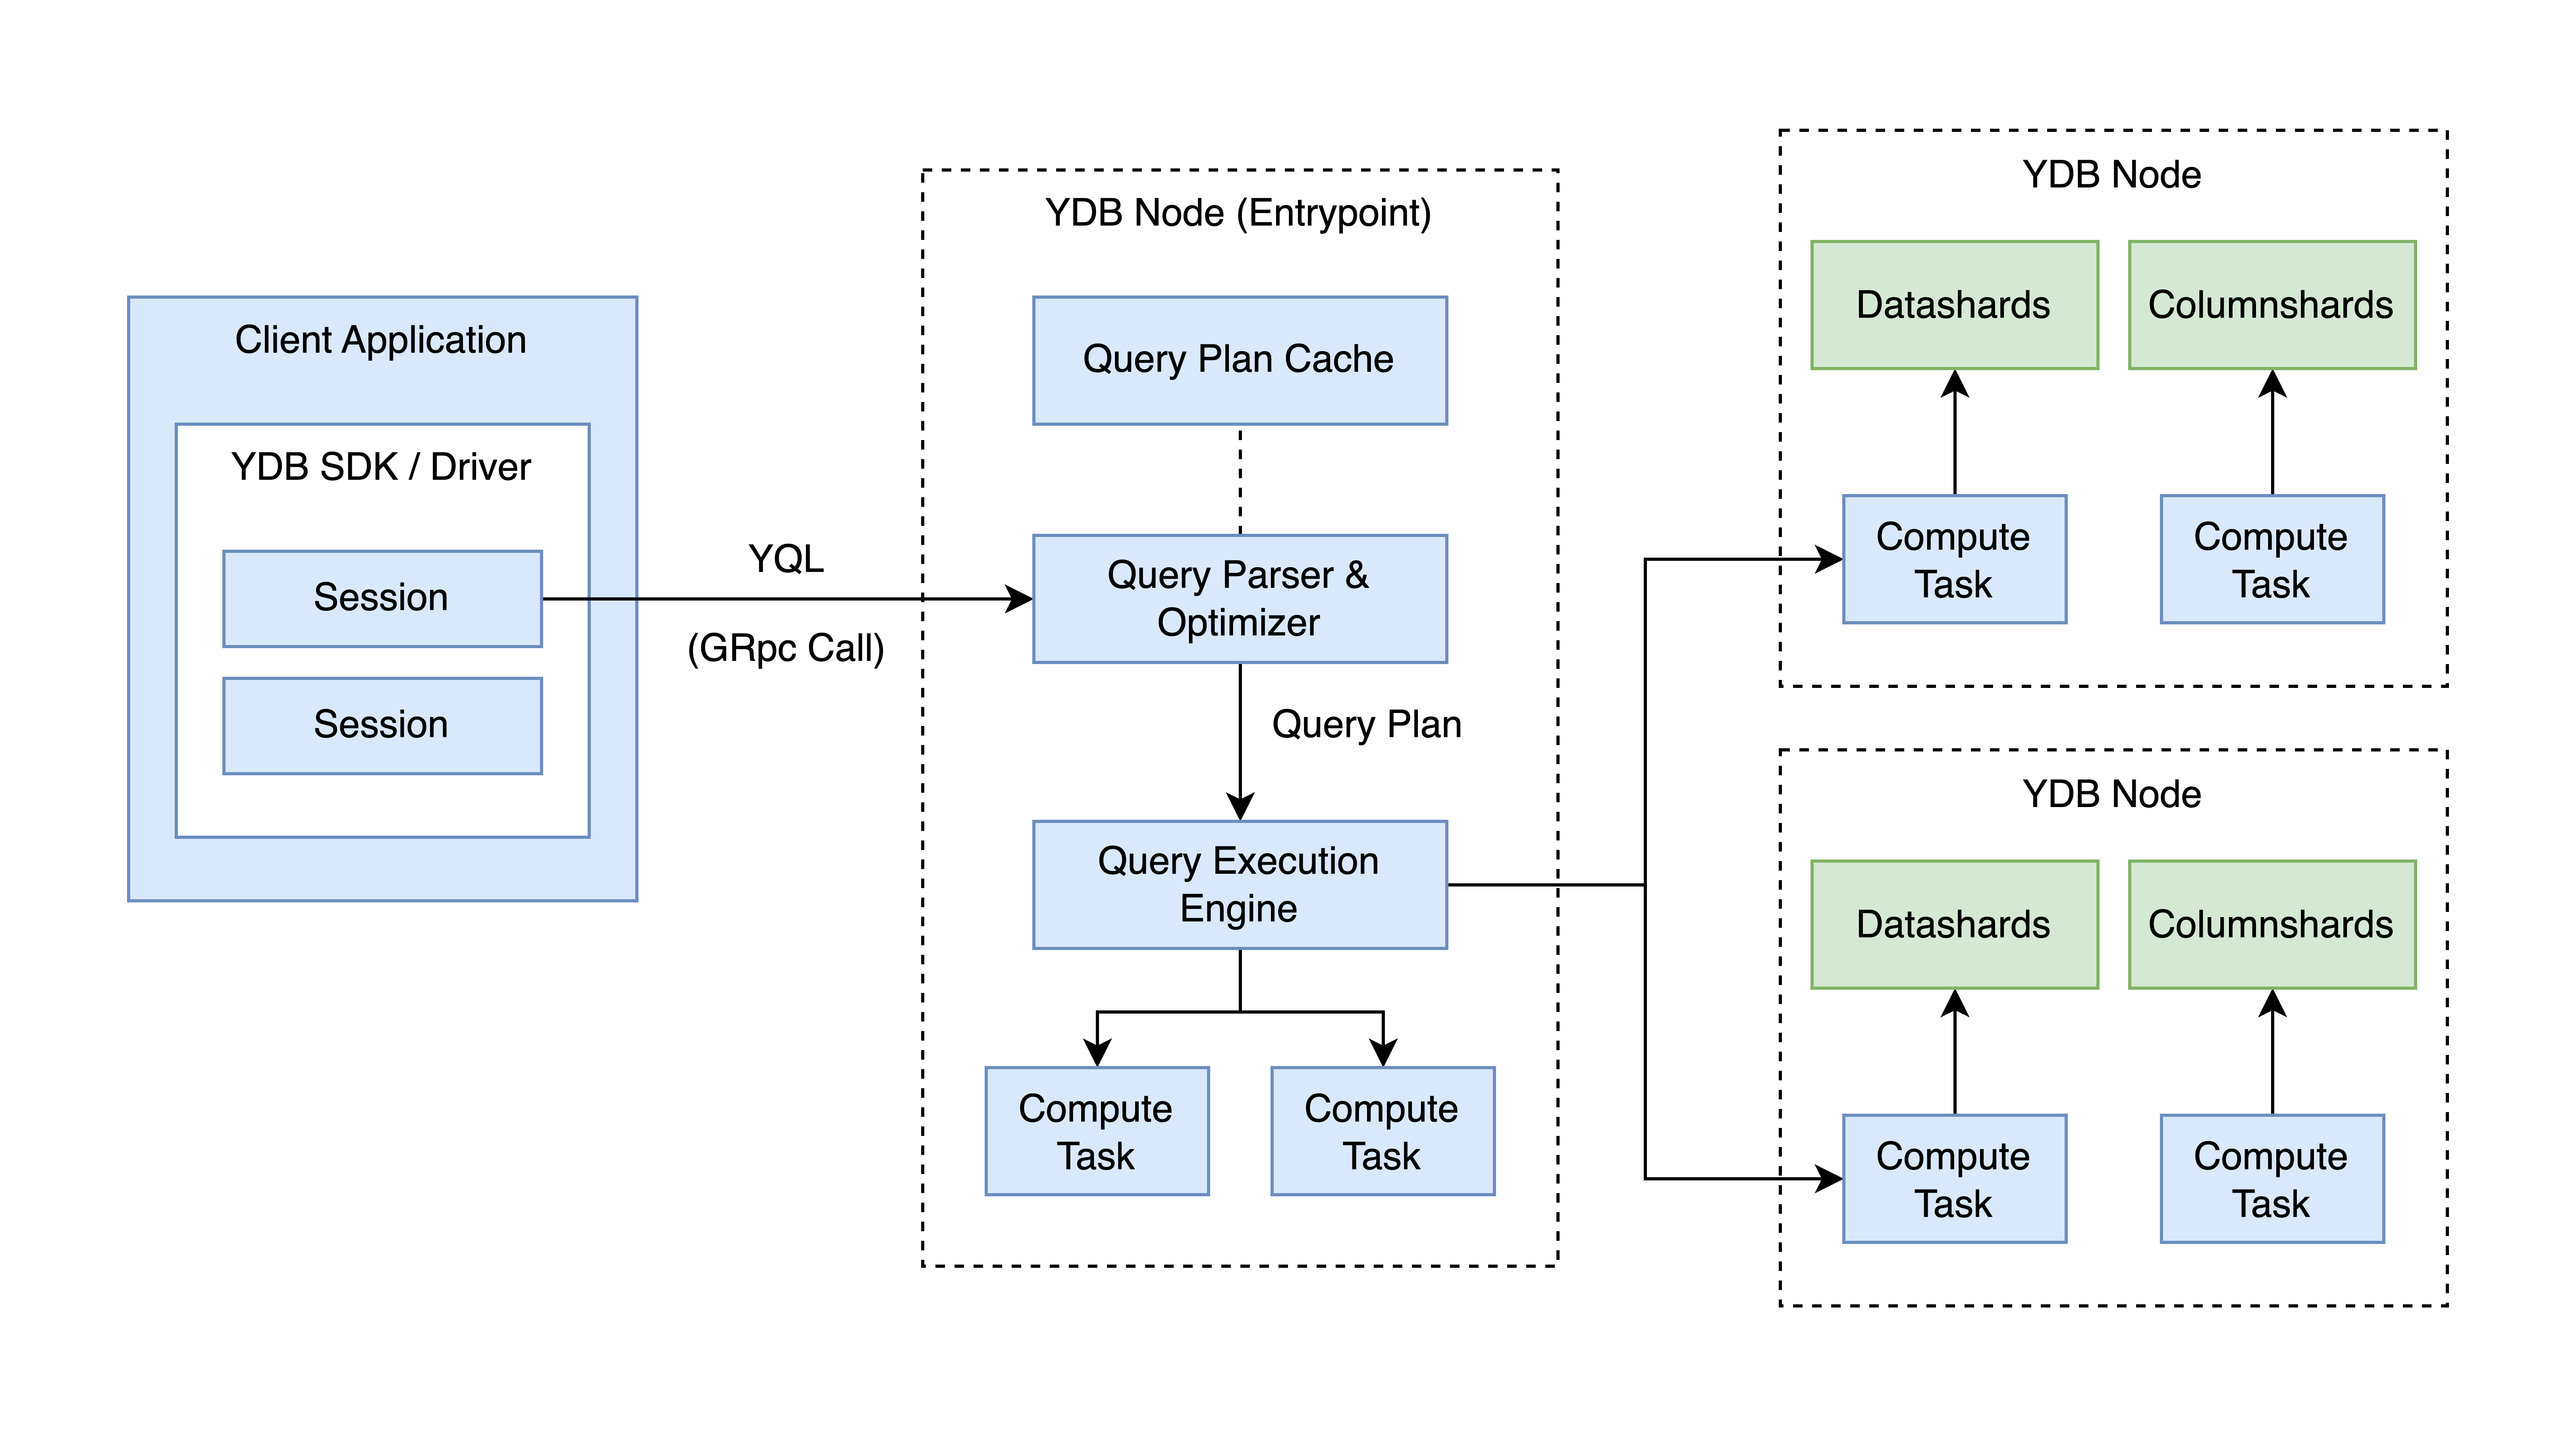 Client Application
YDB SDK / Driver
Session
Session
YQL
(GRpc Call)
YDB Node (Entrypoint)
Query Plan Cache
Query Parser &
Optimizer
Query Plan
Query Execution
Engine
Compute
Task
Compute
Task
YDB Node
Datashards
Columnshards
Compute
Task
Compute
Task
YDB Node
Datashards
Columnshards
Compute
Task
Compute
Task